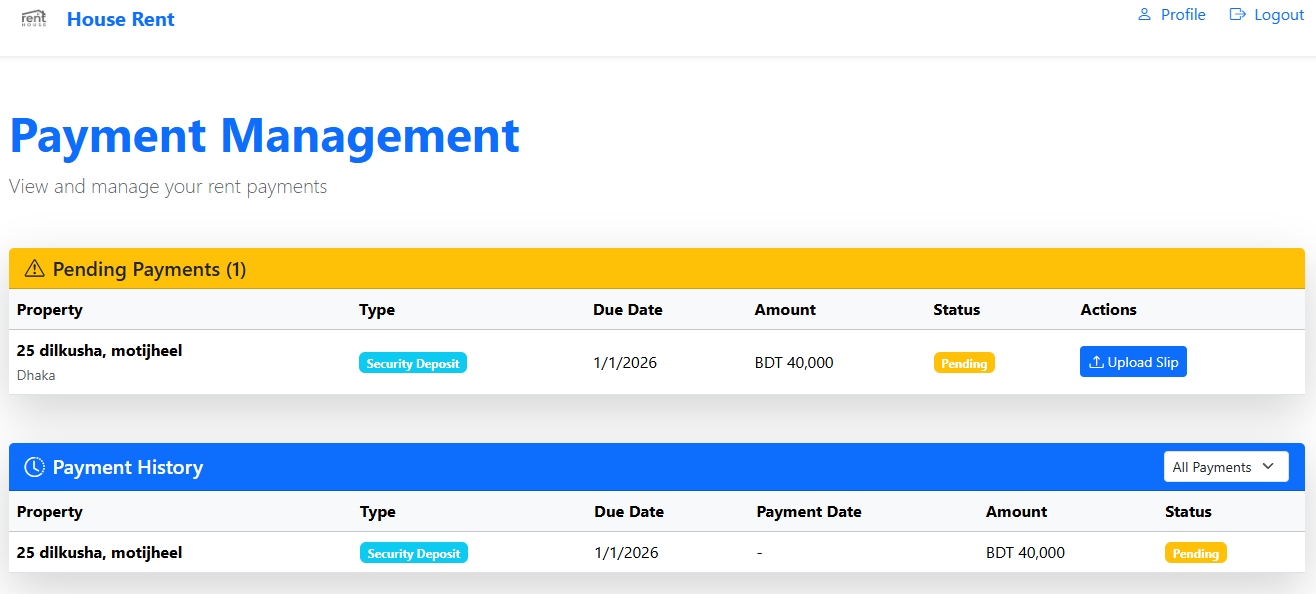 rent
HOUSE
House Rent
Profile
Logout
Payment Management
View and manage your rent payments
Pending Payments (1)
Property Type Due Date Amount Status Actions
25 dilkusha, motijheel
Dhaka
Security Deposit 1/1/2026 BDT 40,000 Pending Upload Slip
Payment History
All Payments
Property Type Due Date Payment Date Amount Status
25 dilkusha, motijheel Security Deposit 1/1/2026 - BDT 40,000 Pending